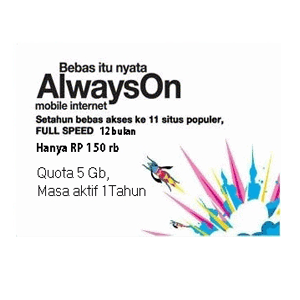 Bebas itu nyata
AlwaysOn
mobile internet
Setahun bebas akses ke 11 situs populer,
FULL SPEED 12 bulan
Hanya RP 150 rb
Quota 5 Gb,
Masa aktif 1Tahun